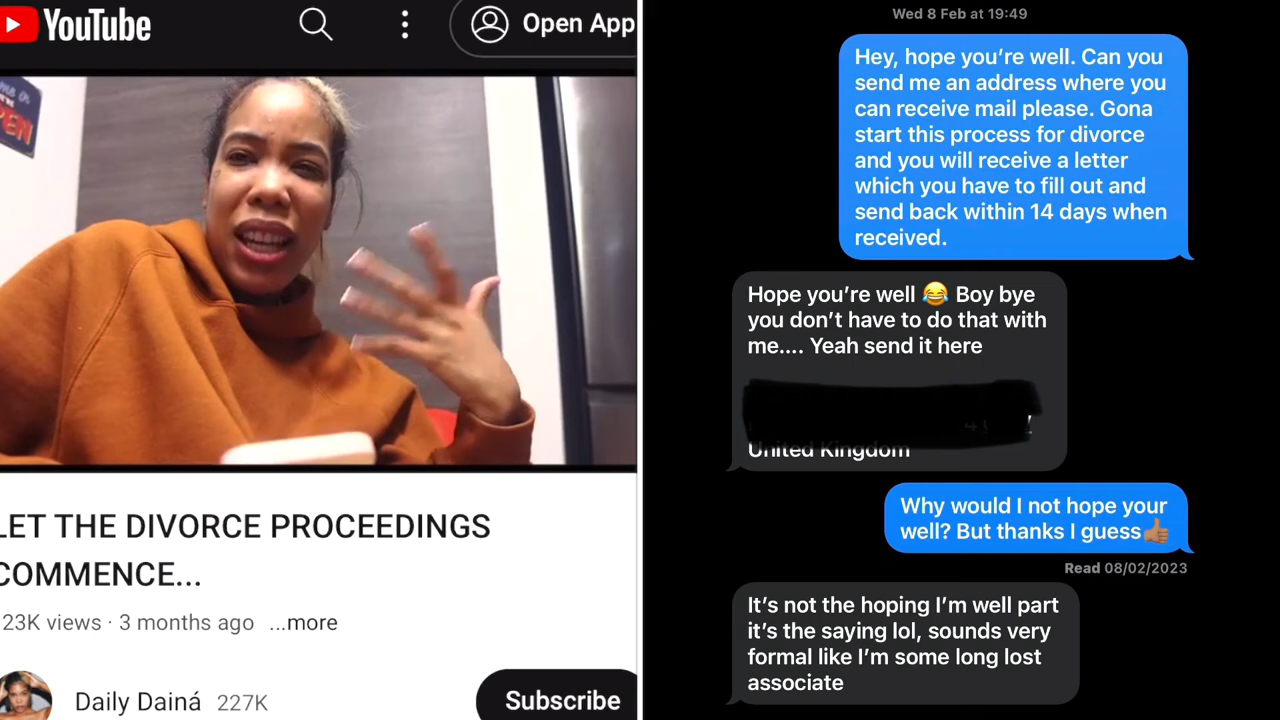 YouTube
Open App
OPEN
LET THE DIVORCE PROCEEDINGS
COMMENCE...
23K views · 3 months ago ...more
Daily Dainá 227K
Subscribe
Wed 8 Feb at 19:49
Hey, hope you’re well. Can you
send me an address where you
can receive mail please. Gona
start this process for divorce
and you will receive a letter
which you have to fill out and
send back within 14 days when
received.
Hope you’re well 😂 Boy bye
you don’t have to do that with
me.... Yeah send it here
United Kingdom
Why would I not hope your
well? But thanks I guess👍🏽
Read 08/02/2023
It’s not the hoping I’m well part
it’s the saying lol, sounds very
formal like I’m some long lost
associate